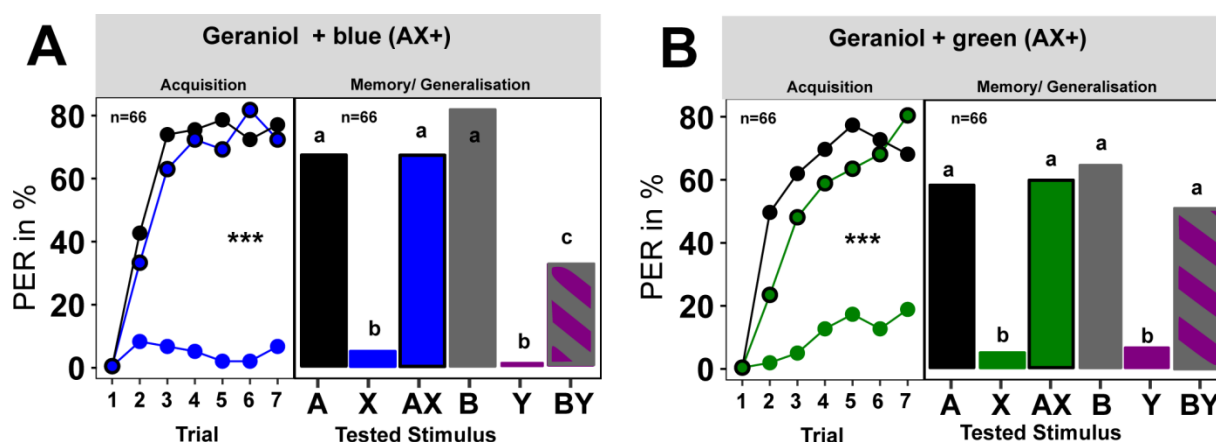 A
Geraniol + blue (AX+)
Acquisition
Memory/ Generalisation
PER in %
80
60
40
20
0
n=66
***
1 2 3 4 5 6 7
Trial
n=66
a
b
a
a
b
c
A X AX B Y BY
Tested Stimulus
B
Geraniol + green (AX+)
Acquisition
Memory/ Generalisation
PER in %
80
60
40
20
0
n=66
***
1 2 3 4 5 6 7
Trial
n=66
a
b
a
a
b
a
A X AX B Y BY
Tested Stimulus